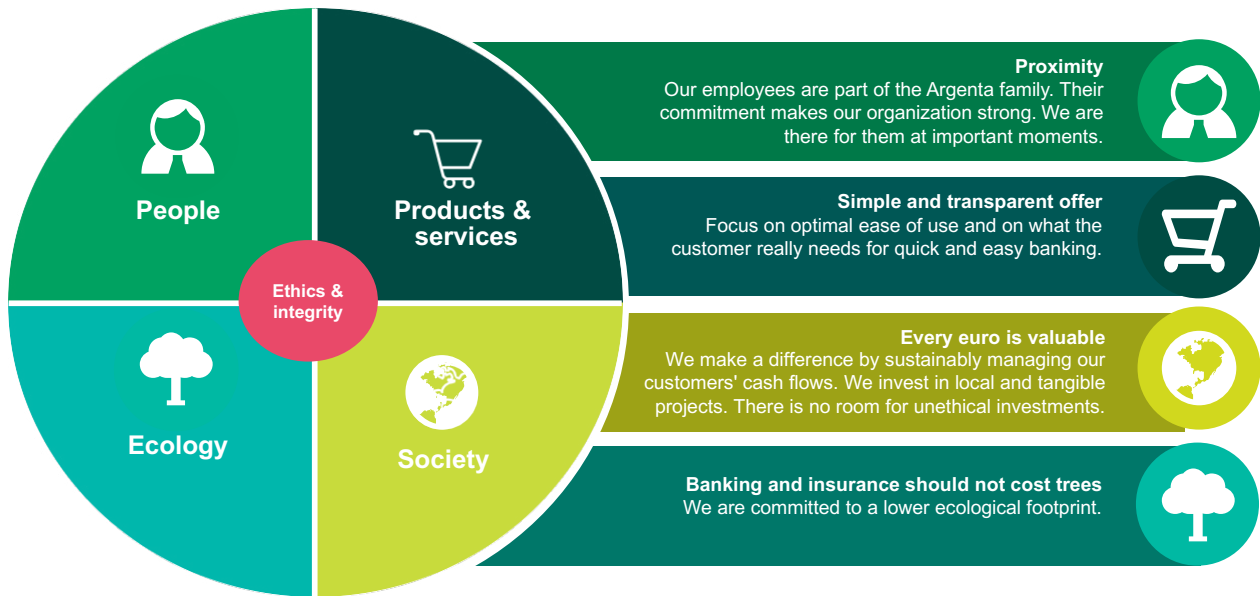 People
Products &
services
Ethics &
integrity
Ecology
Society
Proximity
Our employees are part of the Argenta family. Their
commitment makes our organization strong. We are
there for them at important moments.
Simple and transparent offer
Focus on optimal ease of use and on what the
customer really needs for quick and easy banking.
Every euro is valuable
We make a difference by sustainably managing our
customers' cash flows. We invest in local and tangible
projects. There is no room for unethical investments.
Banking and insurance should not cost trees
We are committed to a lower ecological footprint.